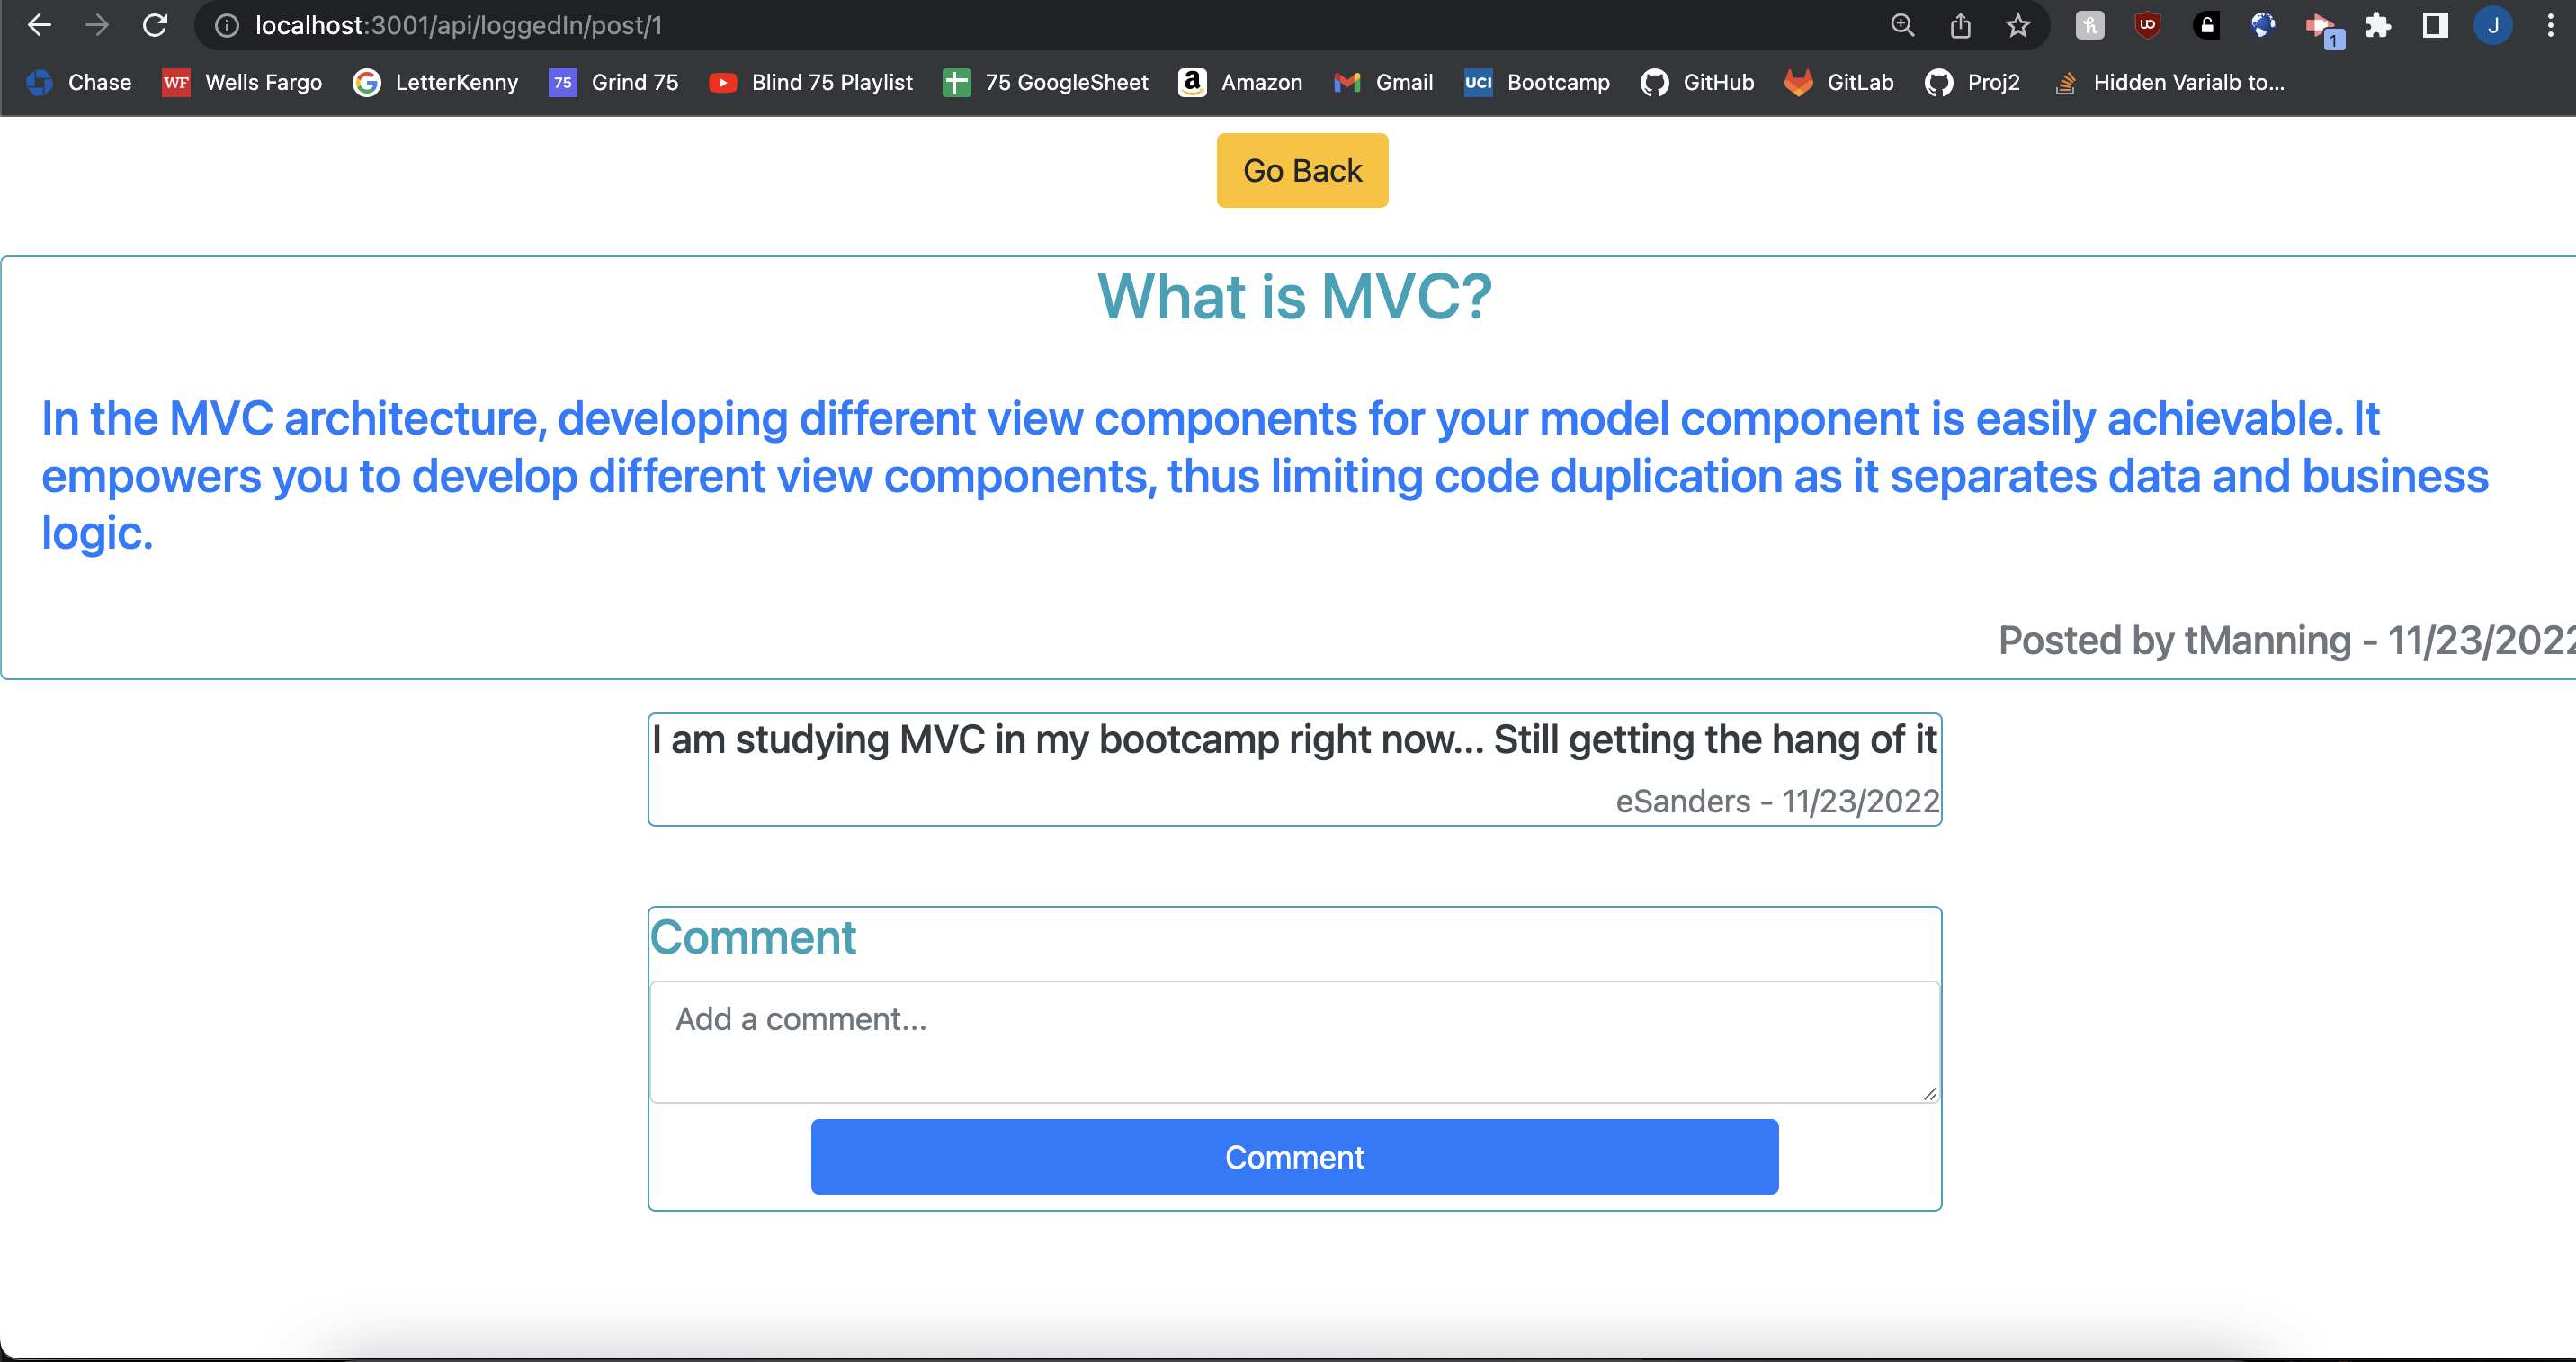 localhost:3001/api/loggedIn/post/1
1
J
Chase
WF Wells Fargo
LetterKenny
75 Grind 75
Blind 75 Playlist
75 GoogleSheet
a Amazon
Gmail
UCI Bootcamp
GitHub
GitLab
Proj2
Hidden Varialb to...
Go Back
What is MVC?
In the MVC architecture, developing different view components for your model component is easily achievable. It
empowers you to develop different view components, thus limiting code duplication as it separates data and business
logic.
Posted by tManning - 11/23/2022
I am studying MVC in my bootcamp right now... Still getting the hang of it
eSanders - 11/23/2022
Comment
Add a comment...
Comment